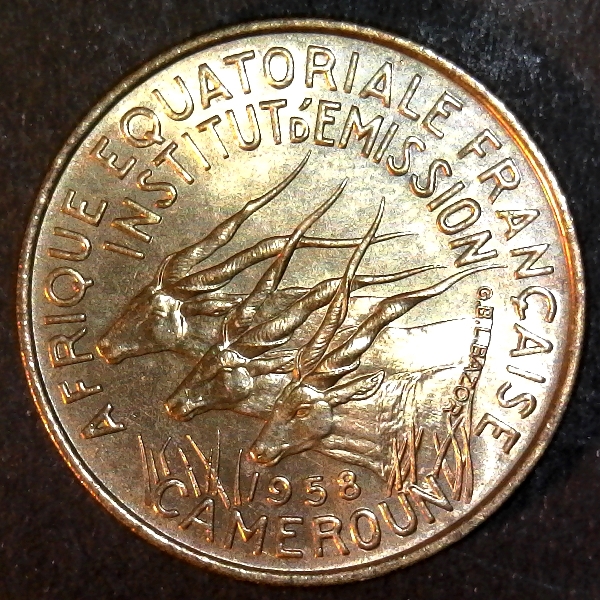 AFRIQUE EQUATORIALE FRANÇAISE
INSTITUT D'EMISSION
G.B.L.BAZOR
1958
CAMEROUN